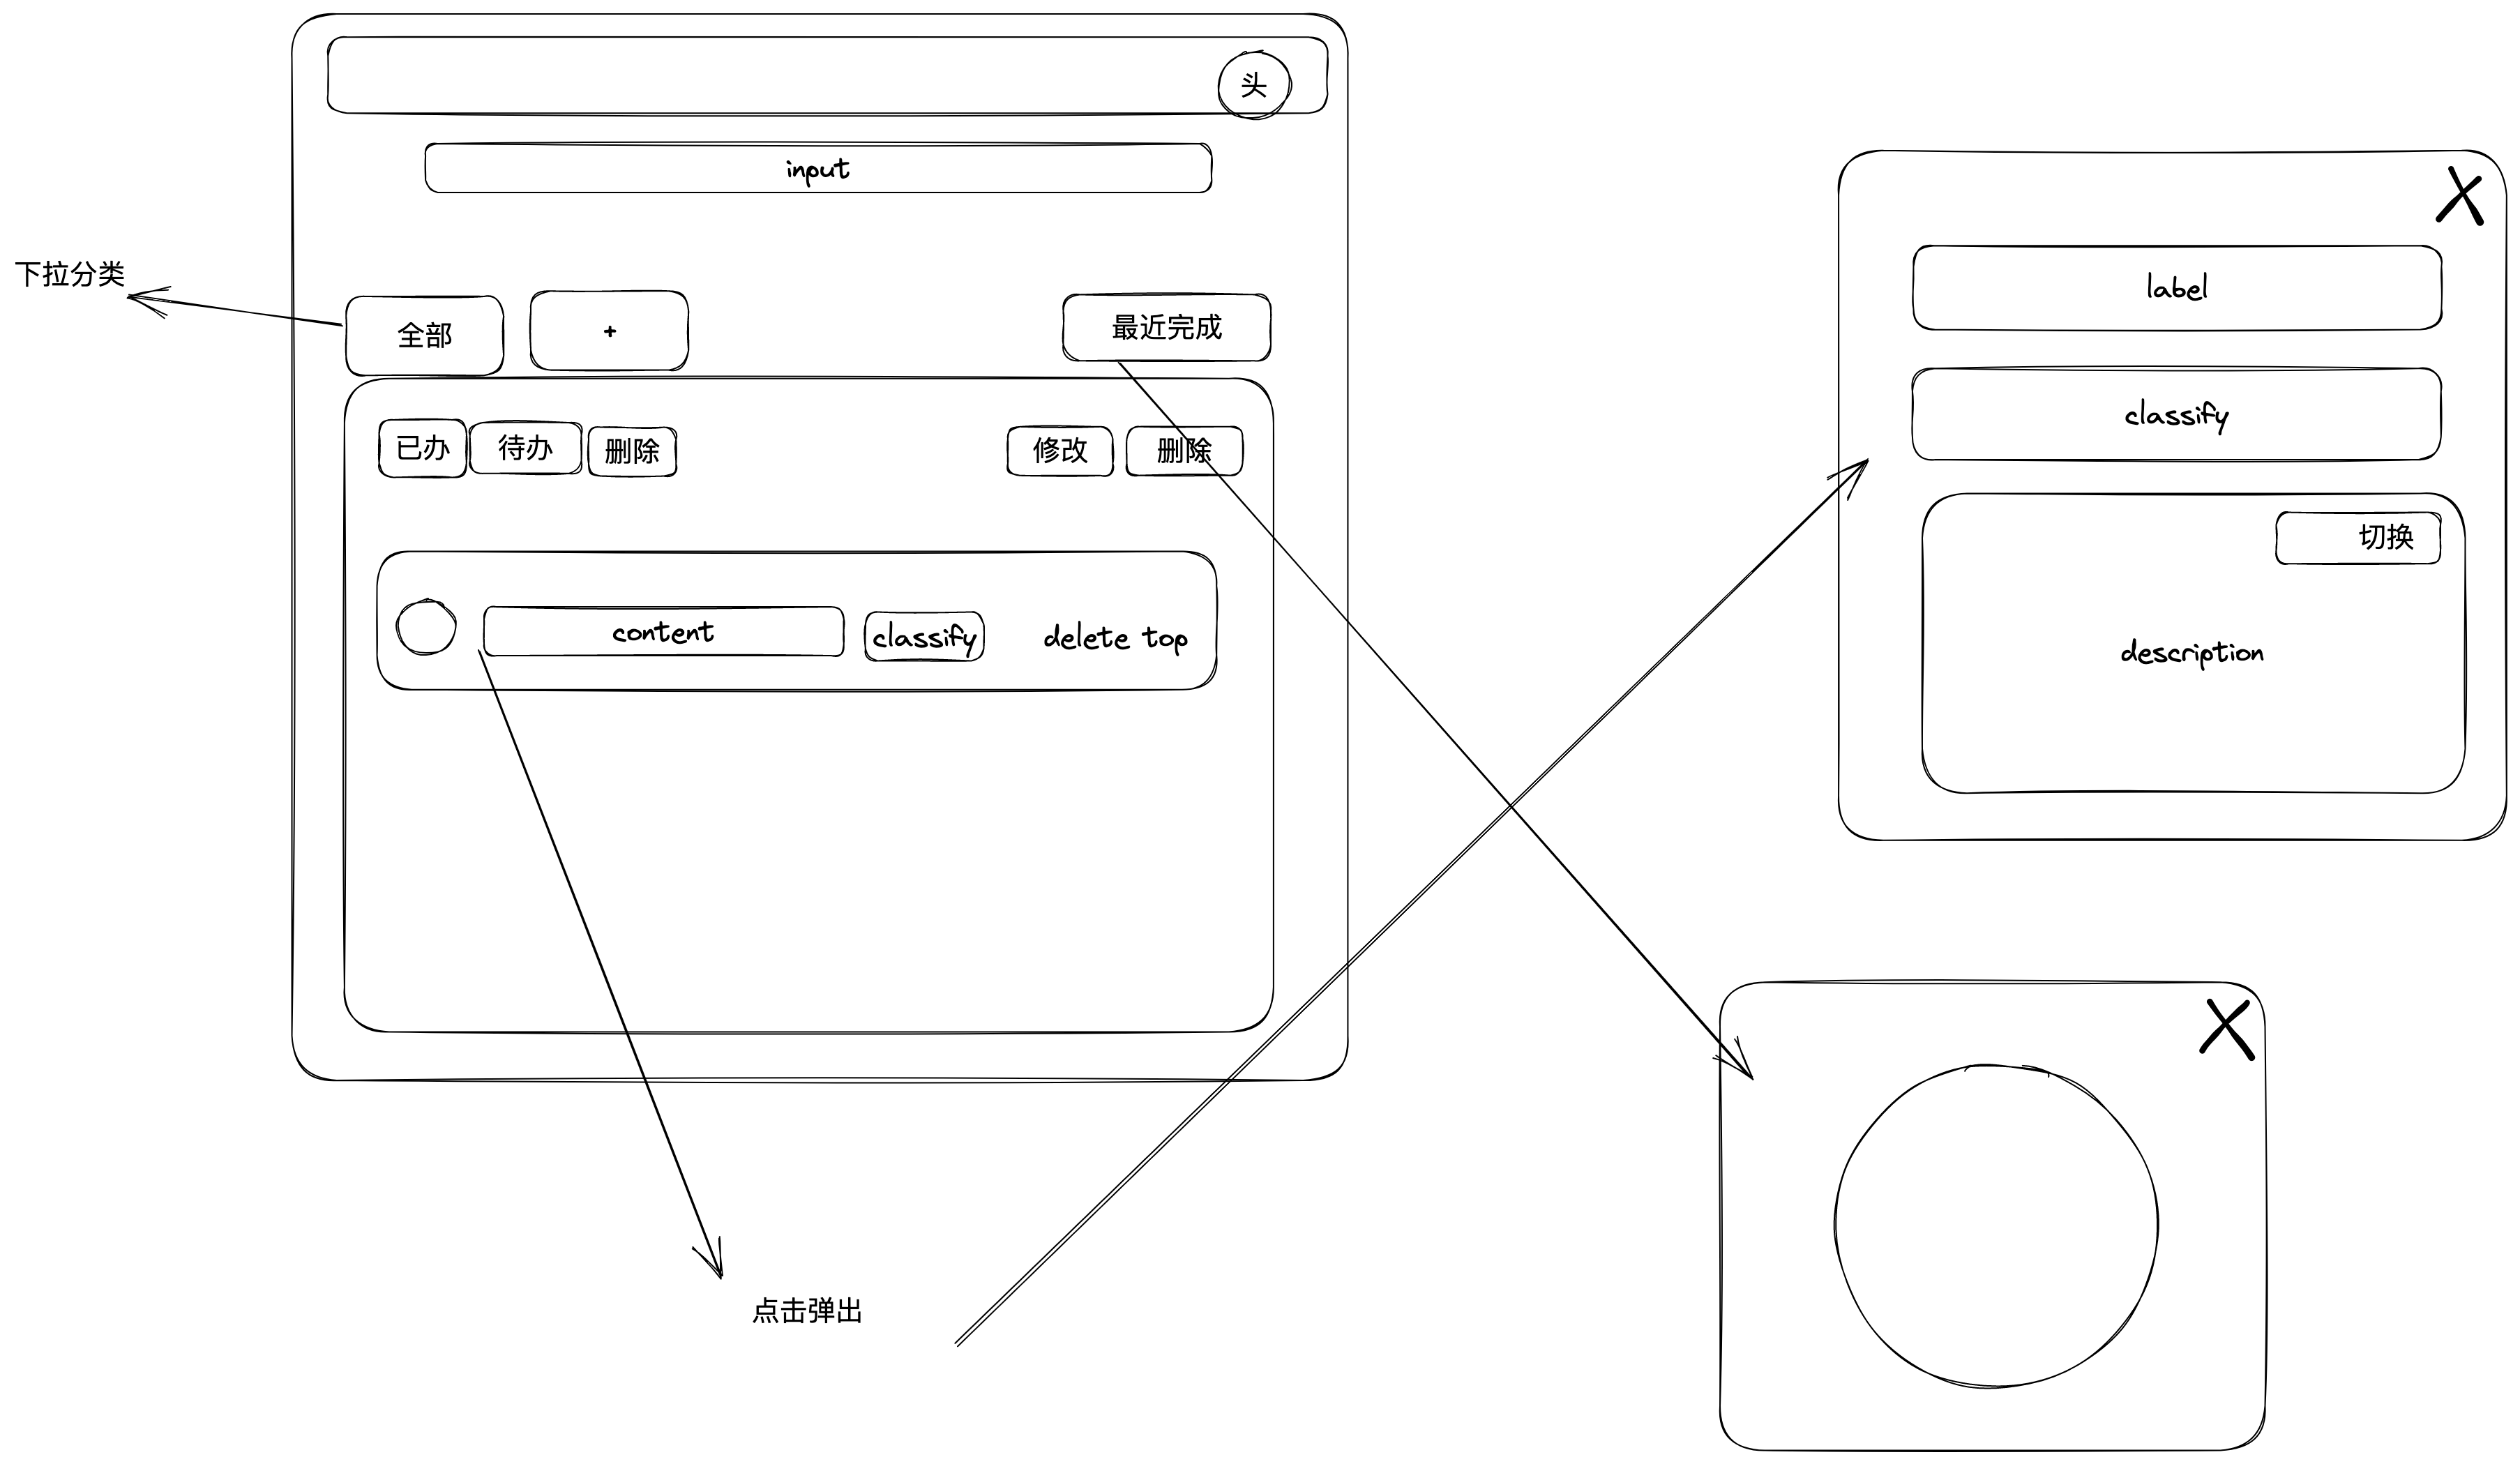 头
input
下拉分类
全部
+
最近完成
已办
待办
删除
修改
删除
content
classify
delete top
点击弹出
label
classify
切换
description